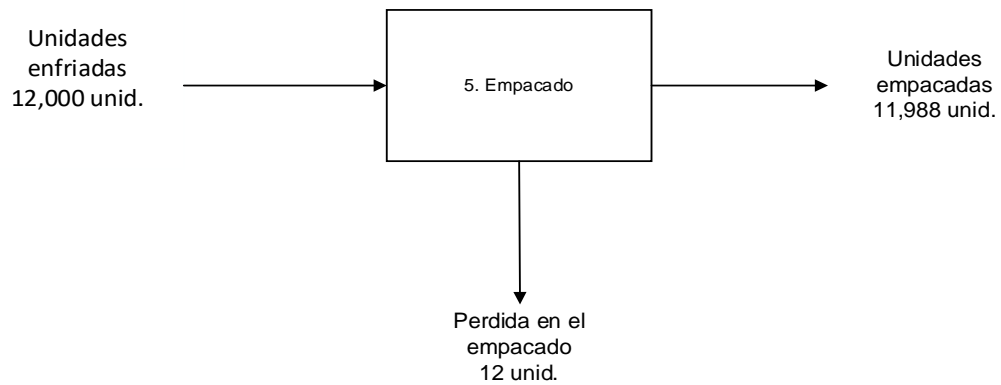 Unidades
enfriadas
12,000 unid.
5. Empacado
Unidades
empacadas
11,988 unid.
Perdida en el
empacado
12 unid.